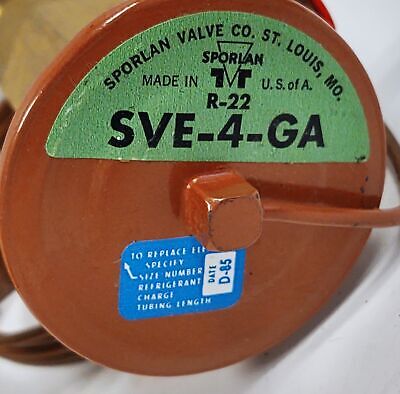 SPORLAN VALVE CO. ST. LOUIS, MO.
SPORLAN
MADE IN U.S. of A.
R-22
SVE-4-GA
TO REPLACE
SPECIFY
SIZE NUMBER
REFRIGERANT
CHARGE
TUBING LENGTH
DATE
D-85